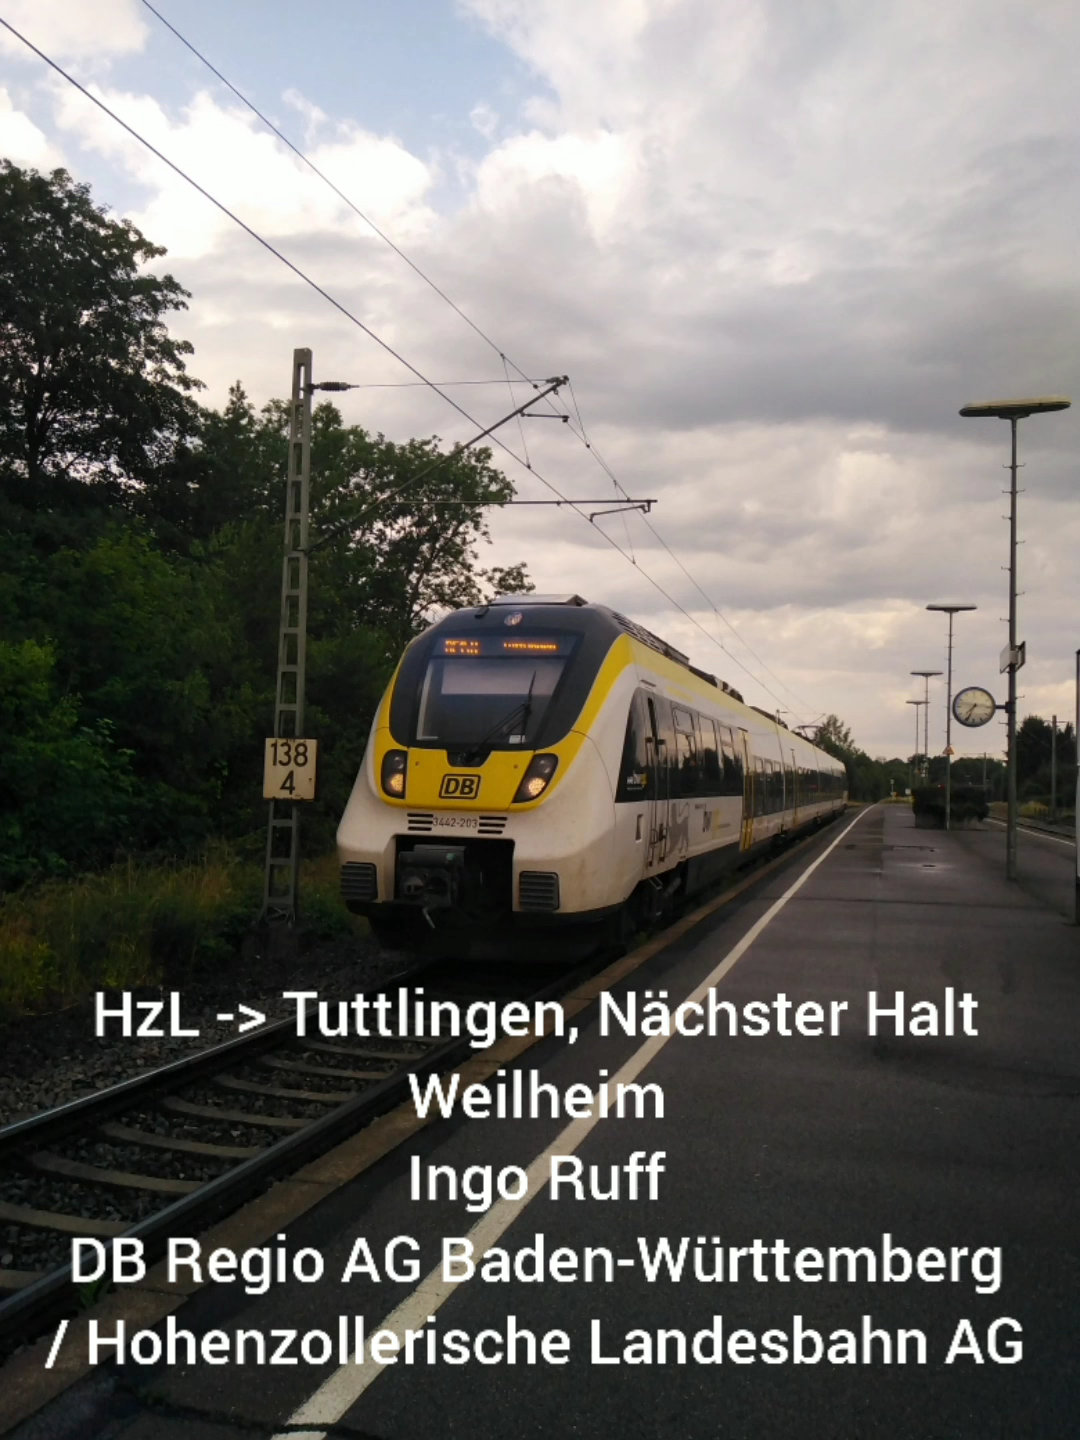 138
4
DB
3442-203
HzL -> Tuttlingen, Nächster Halt
Weilheim
Ingo Ruff
DB Regio AG Baden-Württemberg
/ Hohenzollerische Landesbahn AG